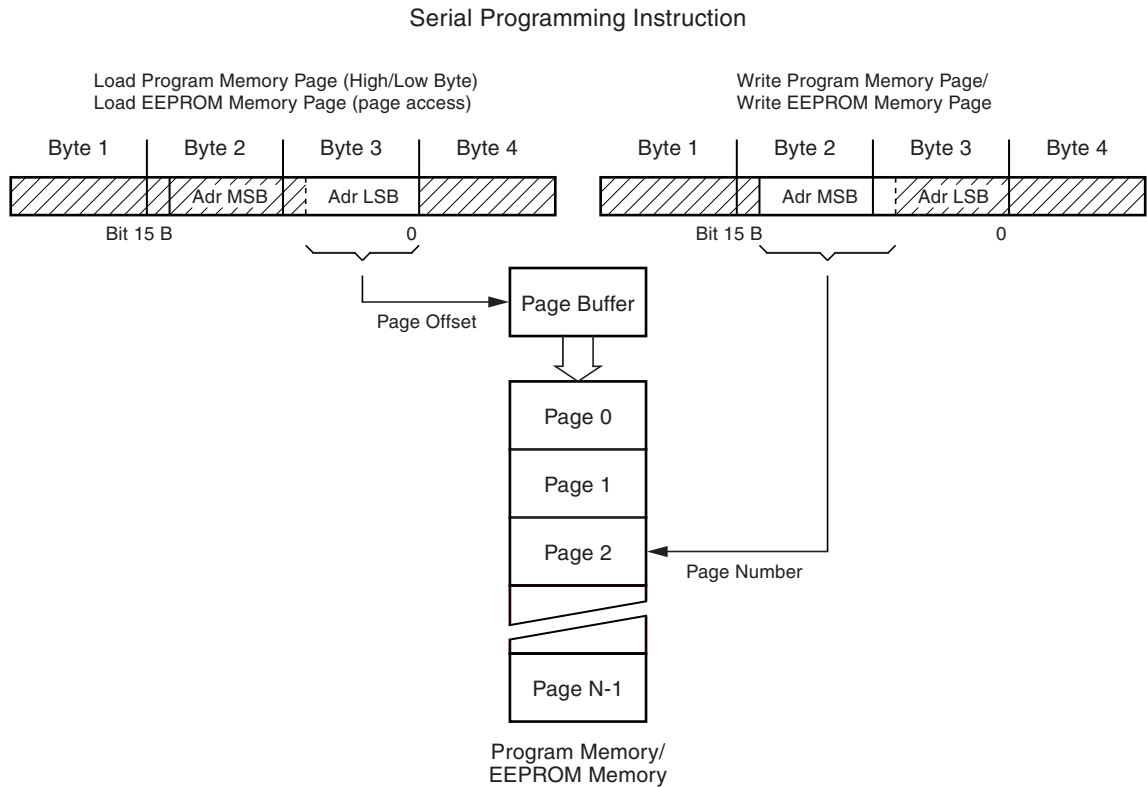 Serial Programming Instruction
Load Program Memory Page (High/Low Byte)
Load EEPROM Memory Page (page access)
Write Program Memory Page/
Write EEPROM Memory Page
Byte 1 Byte 2 Byte 3 Byte 4
Byte 1 Byte 2 Byte 3 Byte 4
Adr MSB Adr LSB
Adr MSB Adr LSB
Bit 15 B 0
Bit 15 B 0
Page Buffer
Page Offset
Page 0
Page 1
Page 2
Page Number
Page N-1
Program Memory/
EEPROM Memory